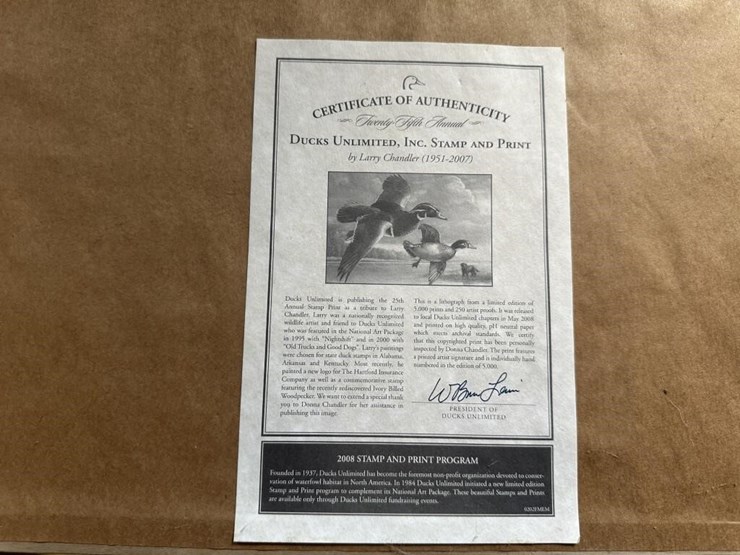 CERTIFICATE OF AUTHENTICITY
Twenty-Fifth Annual
DUCKS UNLIMITED, INC. STAMP AND PRINT
by Larry Chandler (1951-2007)
Ducks Unlimited is publishing the 25th
Annual Stamp Print as a tribute to Larry
Chandler. Larry was a nationally recognized
wildlife artist and friend to Ducks Unlimited
who was featured in the National Art Package
in 1995 with "Nightshift" and in 2000 with
"Old Trucks and Good Dogs". Larry's paintings
were chosen for state duck stamps in Alabama,
Arkansas and Kentucky. Most recently, he
painted a new logo for The Hartford Insurance
Company as well as a commemorative stamp
featuring the recently rediscovered Ivory Billed
Woodpecker. We want to extend a special thank
you to Donna Chandler for her assistance in
publishing this image.
This is a lithograph from a limited edition of
5,000 prints and 250 artist proofs. It was released
to local Ducks Unlimited chapters in May 2008
and printed on high quality, pH neutral paper
which meets archival standards. We certify
that this copyrighted print has been personally
inspected by Donna Chandler. The print features
a printed artist signature and is individually hand
numbered in the edition of 5,000.
PRESIDENT OF
DUCKS UNLIMITED
2008 STAMP AND PRINT PROGRAM
Founded in 1937, Ducks Unlimited has become the foremost non-profit organization devoted to conser-
vation of waterfowl habitat in North America. In 1984 Ducks Unlimited initiated a new limited edition
Stamp and Print program to complement its National Art Package. These beautiful Stamps and Prints
are available only through Ducks Unlimited fundraising events.